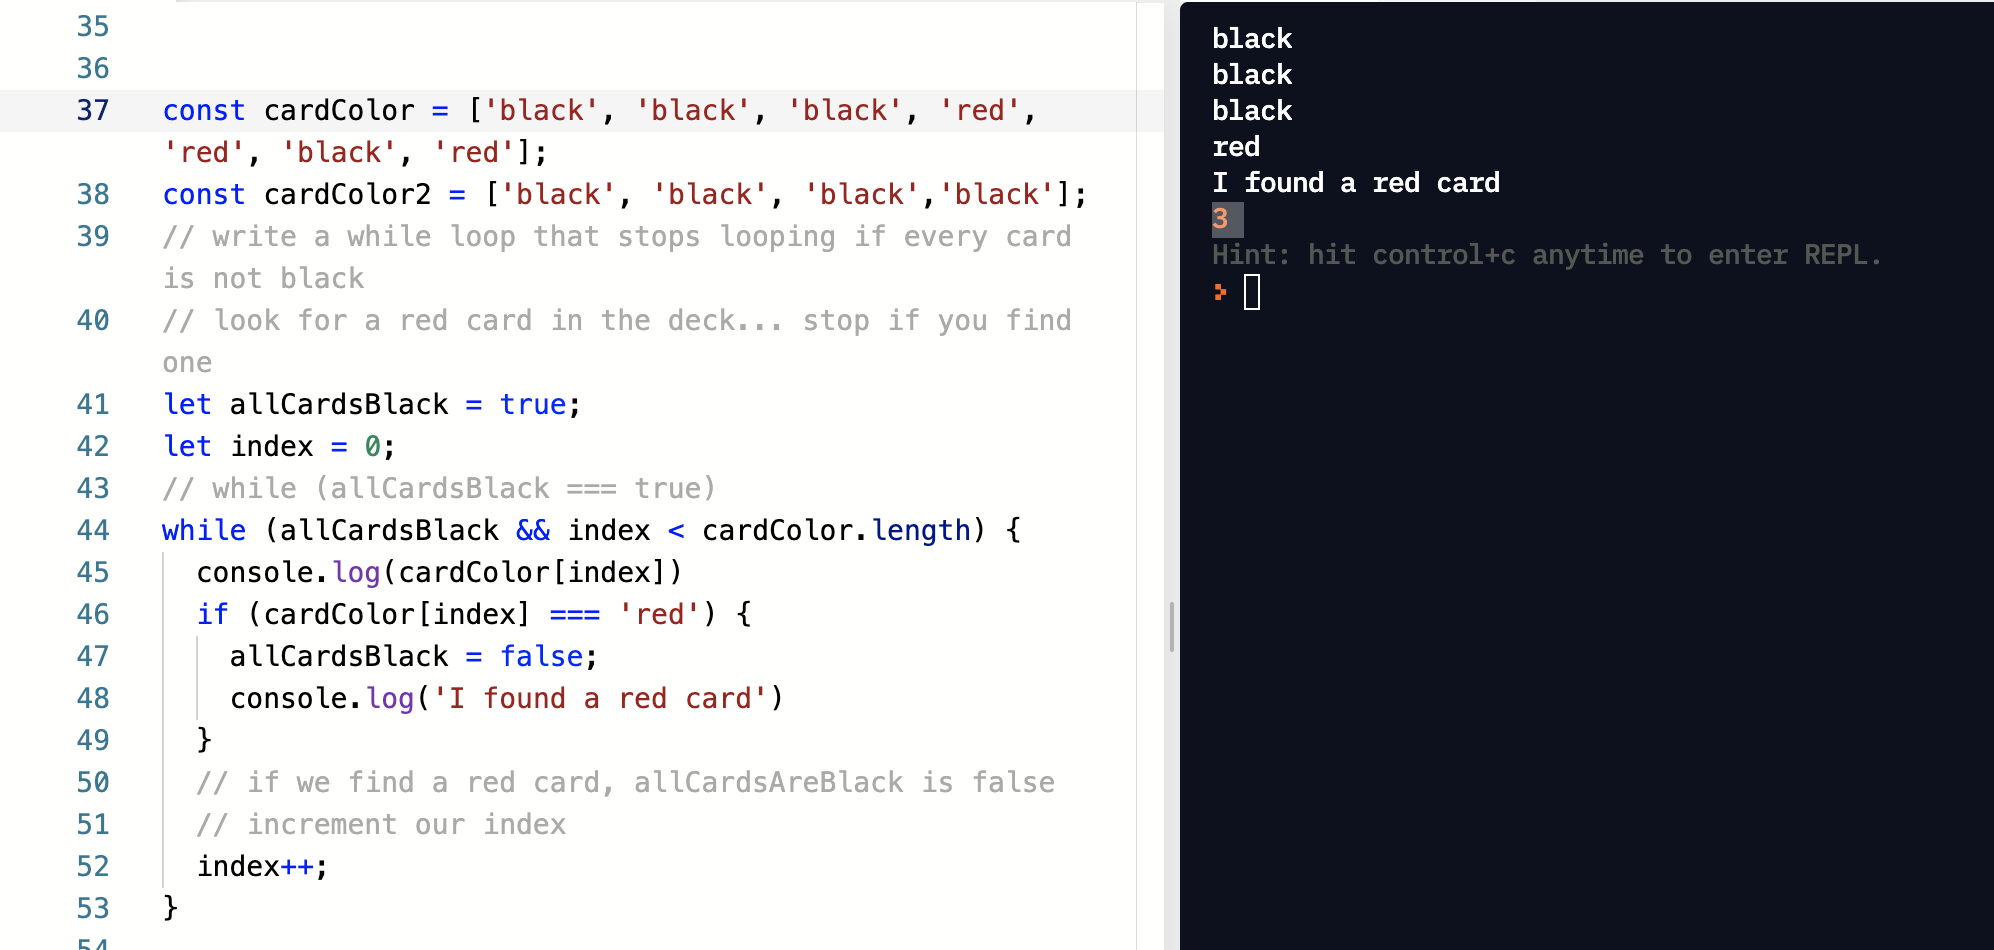 35
36
37 const cardColor = ['black', 'black', 'black', 'red',
'red', 'black', 'red'];
38 const cardColor2 = ['black', 'black', 'black','black'];
39 // write a while loop that stops looping if every card
is not black
40 // look for a red card in the deck... stop if you find
one
41 let allCardsBlack = true;
42 let index = 0;
43 // while (allCardsBlack === true)
44 while (allCardsBlack && index < cardColor.length) {
45   console.log(cardColor[index])
46   if (cardColor[index] === 'red') {
47     allCardsBlack = false;
48     console.log('I found a red card')
49   }
50   // if we find a red card, allCardsAreBlack is false
51   // increment our index
52   index++;
53 }
54
black
black
black
red
I found a red card
3
Hint: hit control+c anytime to enter REPL.